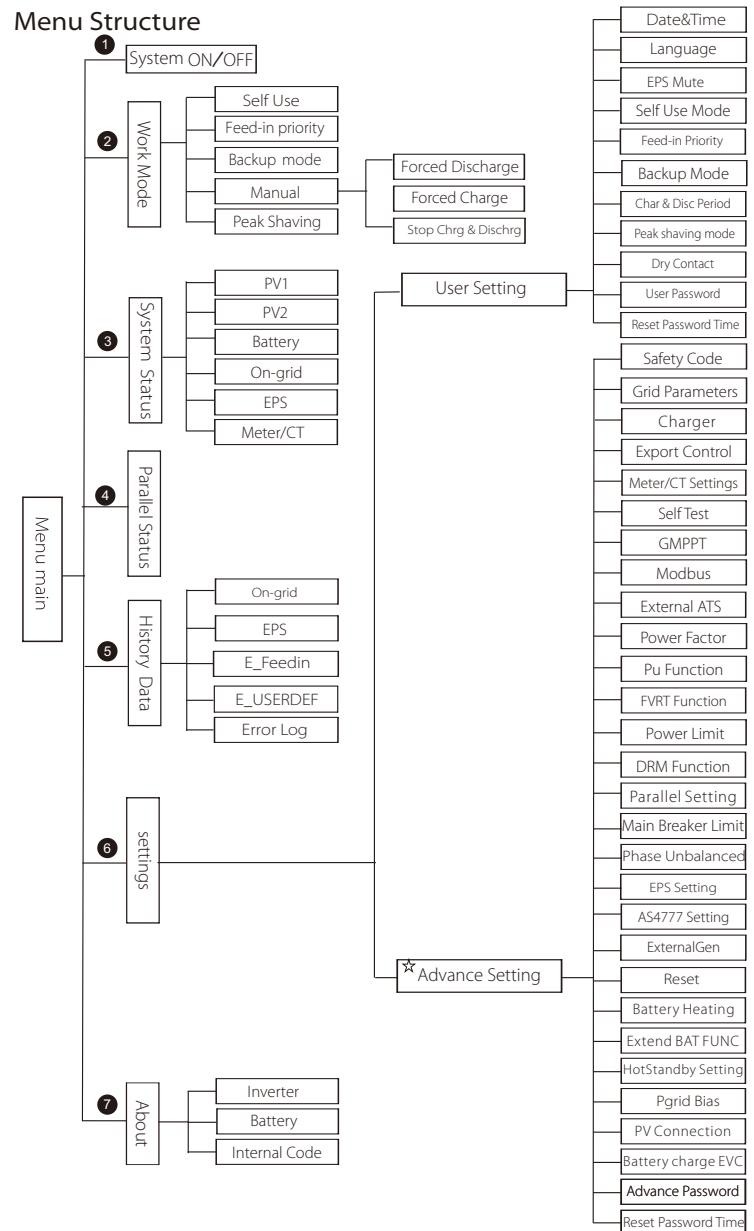 Menu Structure
1
System ON/OFF
2
Work Mode
Self Use
Feed-in priority
Backup mode
Manual
Peak Shaving
Forced Discharge
Forced Charge
Stop Chrg & Dischrg
3
System Status
PV1
PV2
Battery
On-grid
EPS
Meter/CT
4
Parallel Status
Menu main
5
History Data
On-grid
EPS
E_Feedin
E_USERDEF
Error Log
6
settings
User Setting
Date&Time
Language
EPS Mute
Self Use Mode
Feed-in Priority
Backup Mode
Char & Disc Period
Peak shaving mode
Dry Contact
User Password
Reset Password Time
☆Advance Setting
Safety Code
Grid Parameters
Charger
Export Control
Meter/CT Settings
Self Test
GMPPT
Modbus
External ATS
Power Factor
Pu Function
FVRT Function
Power Limit
DRM Function
Parallel Setting
Main Breaker Limit
Phase Unbalanced
EPS Setting
AS4777 Setting
ExternalGen
Reset
Battery Heating
Extend BAT FUNC
HotStandby Setting
Pgrid Bias
PV Connection
Battery charge EVC
Advance Password
Reset Password Time
7
About
Inverter
Battery
Internal Code